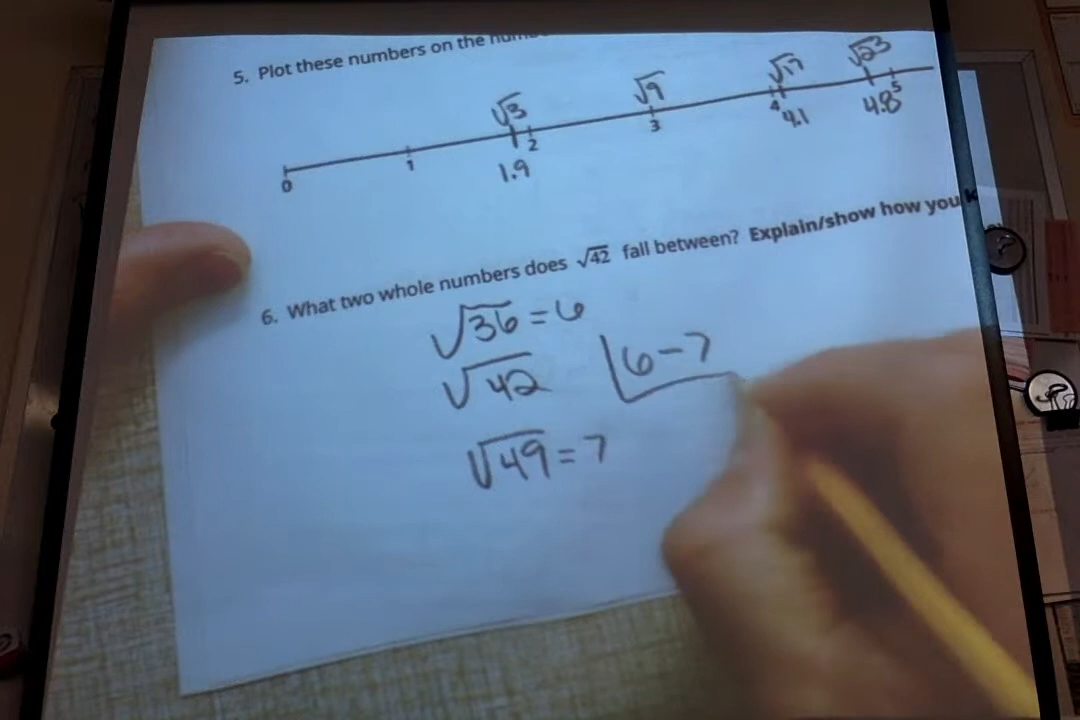 5. Plot these numbers on the
√3 √9 √17 √23
0 1 2 3 4 5
1.9 4.1 4.8
6. What two whole numbers does √42 fall between? Explain/show how you
√36 = 6
√42 6-7
√49 = 7